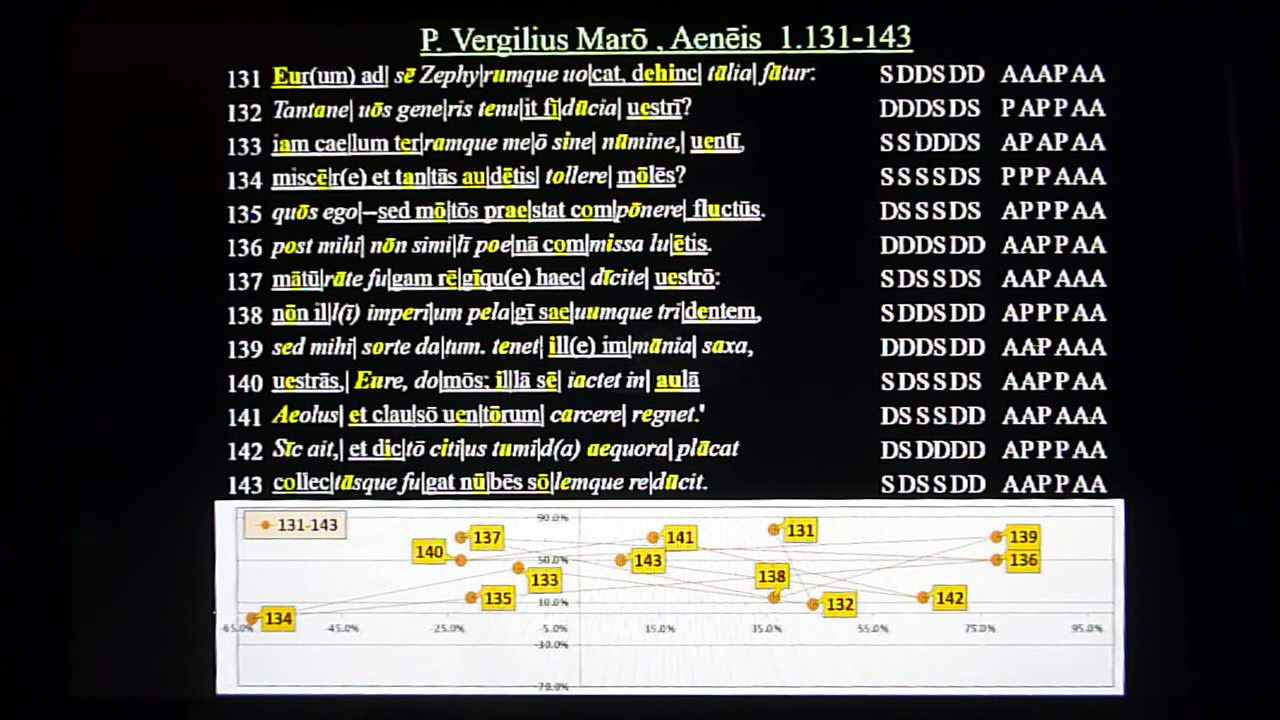 P. Vergilius Marō , Aenēis 1.131-143
131 Eur(um) ad| sē Zephy|rumque uo|cat, dehinc| tālia| fātur: SDDSDD AAAPAA
132 Tantane| uōs gene|ris tenu|it fī|dūcia| uestrī? DDDSDS PAPPAA
133 iam cae|lum ter|ramque me|ō sine| nūmine,| uentī, SSDDDS APAPAA
134 miscē|r(e) et tan|tās au|dētis| tollere| mōlēs? SSSSDS PPPAAA
135 quōs ego|–sed mō|tōs prae|stat com|pōnere| fluctūs. DSSSDS APPPAA
136 post mihi| nōn simi|lī poe|nā com|missa lu|ētis. DDDSDS AAPPAA
137 mātū|rāte fu|gam rē|gīqu(e) haec| dīcite| uestrō: SDSSDS AAPAAA
138 nōn il|l(ī) imperi|um pela|gī sae|uumque tri|dentem, SDDSDD APPPAA
139 sed mihi| sorte da|tum. tenet| ill(e) im|mānia| saxa, DDDSDD AAPAAA
140 uestrās,| Eure, do|mōs; il|lā sē| iactet in| aulā SDSSDS AAPPAA
141 Aeolus| et clau|sō uen|tōrum| carcere| regnet.' DSSSDD AAPAAA
142 Sīc ait,| et dic|tō citi|us tumi|d(a) aequora| plācat DSDDDD APPPAA
143 collec|tāsque fu|gat nū|bēs sō|lemque re|dūcit. SDSSDD AAPPAA
131-143
90.0%
131
137
141
139
140
50.0%
143
136
133
138
135
10.0%
132
142
134
-65.0% -45.0% -25.0% -5.0% 15.0% 35.0% 55.0% 75.0% 95.0%
-30.0%
-70.0%